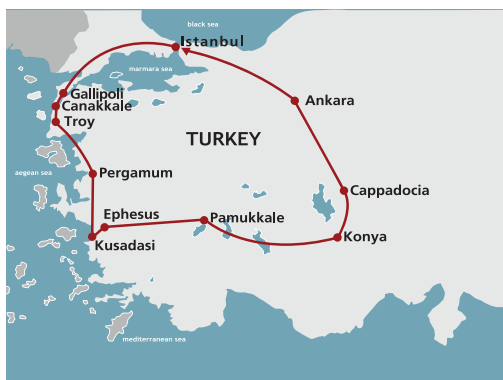 black sea
Istanbul
marmara sea
Gallipoli
Canakkale
Troy
Ankara
TURKEY
aegean sea
Pergamum
Cappadocia
Ephesus
Pamukkale
Kusadasi
Konya
mediterranean sea